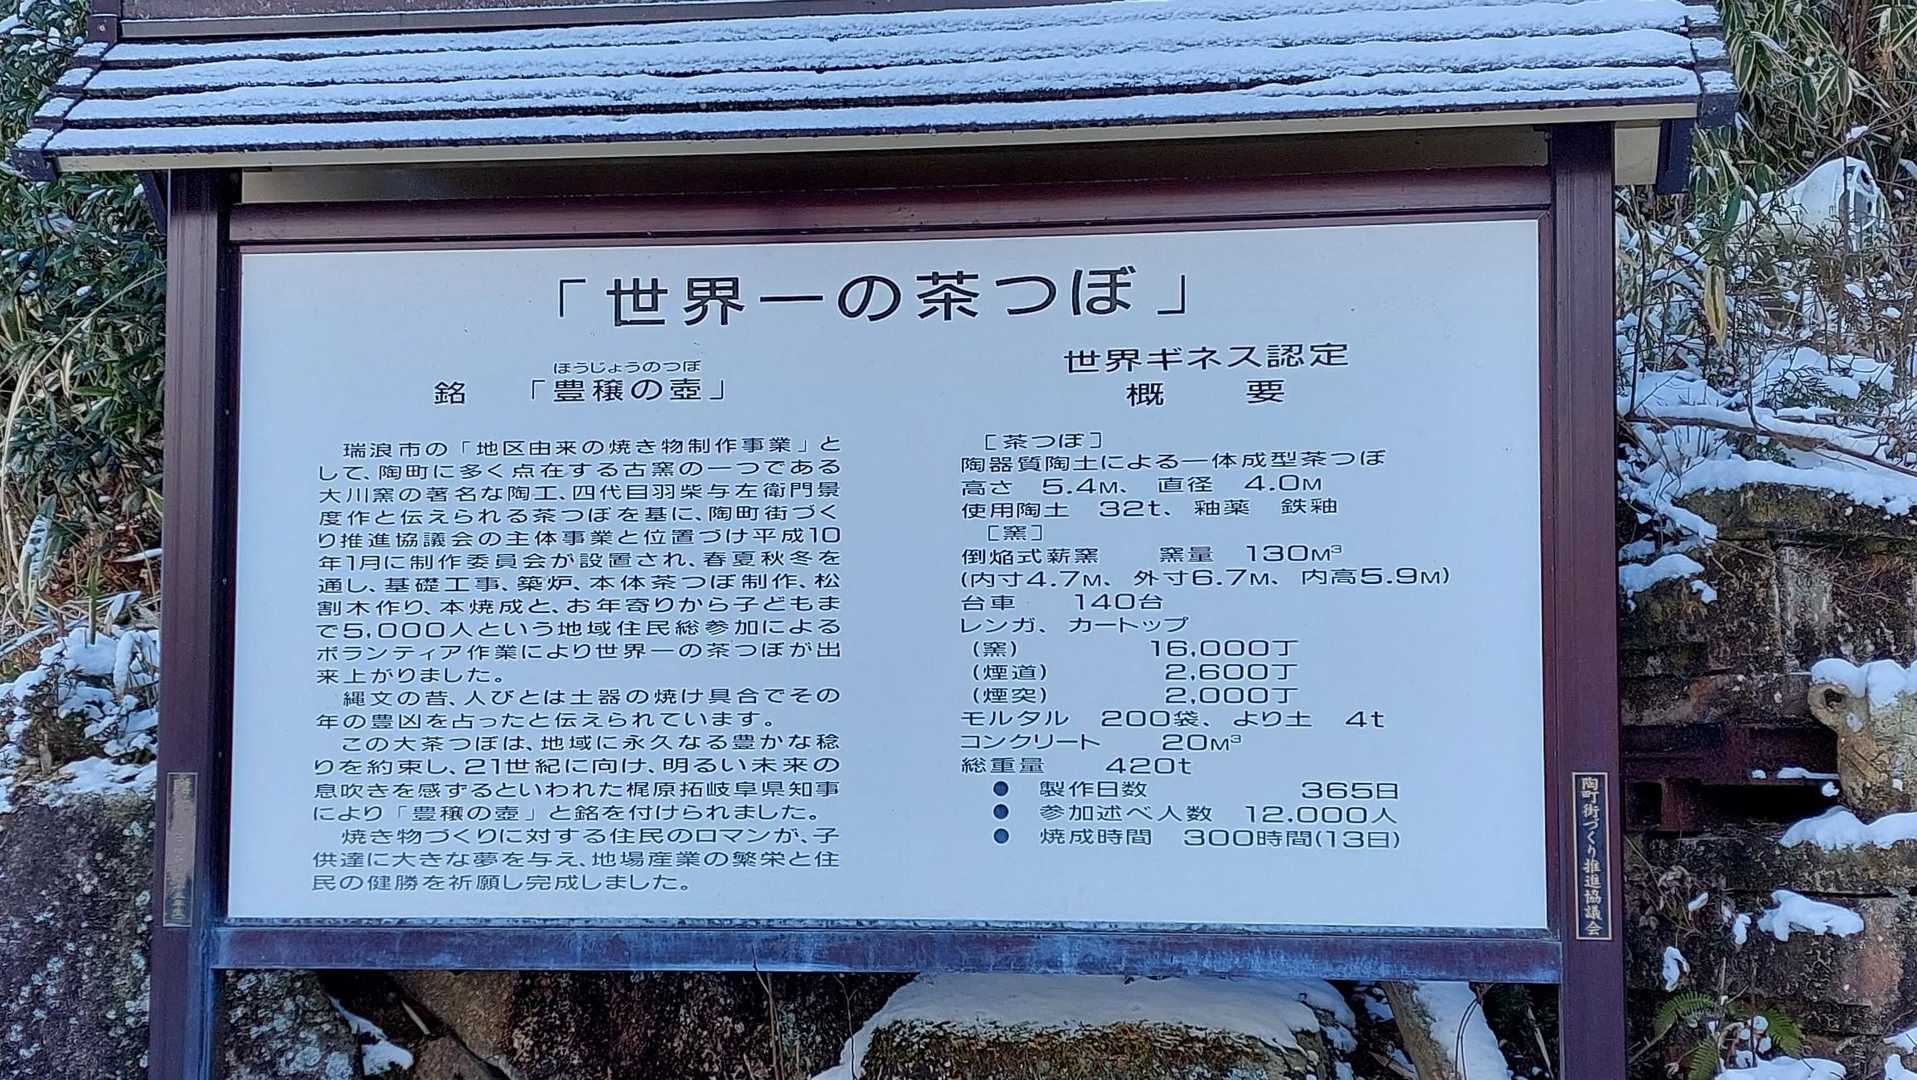 「世界一の茶つぼ」
ほうじょうのつぼ
銘 「豊穣の壺」
瑞浪市の「地区由来の焼き物制作事業」と
して、陶町に多く点在する古窯の一つである
大川窯の著名な陶工、四代目羽柴与左衛門景
度作と伝えられる茶つぼを基に、陶町街づく
り推進協議会の主体事業と位置づけ平成10
年1月に制作委員会が設置され、春夏秋冬を
通し、基礎工事、築炉、本体茶つぼ制作、松
割木作り、本焼成と、お年寄りから子どもま
で5,000人という地域住民総参加による
ボランティア作業により世界一の茶つぼが出
来上がりました。
縄文の昔、人びとは土器の焼け具合でその
年の豊凶を占ったと伝えられています。
この大茶つぼは、地域に永久なる豊かな稔
りを約束し、21世紀に向け、明るい未来の
息吹きを感ずるといわれた梶原拓岐阜県知事
により「豊穣の壺」と銘を付けられました。
焼き物づくりに対する住民のロマンが、子
供達に大きな夢を与え、地場産業の繁栄と住
民の健勝を祈願し完成しました。
世界ギネス認定
概 要
［茶つぼ］
陶器質陶土による一体成型茶つぼ
高さ 5.4M、 直径 4.0M
使用陶土 32t、 釉薬 鉄釉
［窯］
倒焔式薪窯 窯量 130M³
(内寸4.7M、 外寸6.7M、 内高5.9M)
台車 140台
レンガ、カートップ
(窯) 16,000丁
(煙道) 2,600丁
(煙突) 2,000丁
モルタル 200袋、より土 4t
コンクリート 20M³
総重量 420t
● 製作日数 365日
● 参加述べ人数 12.000人
● 焼成時間 300時間(13日)
陶町街づくり推進協議会